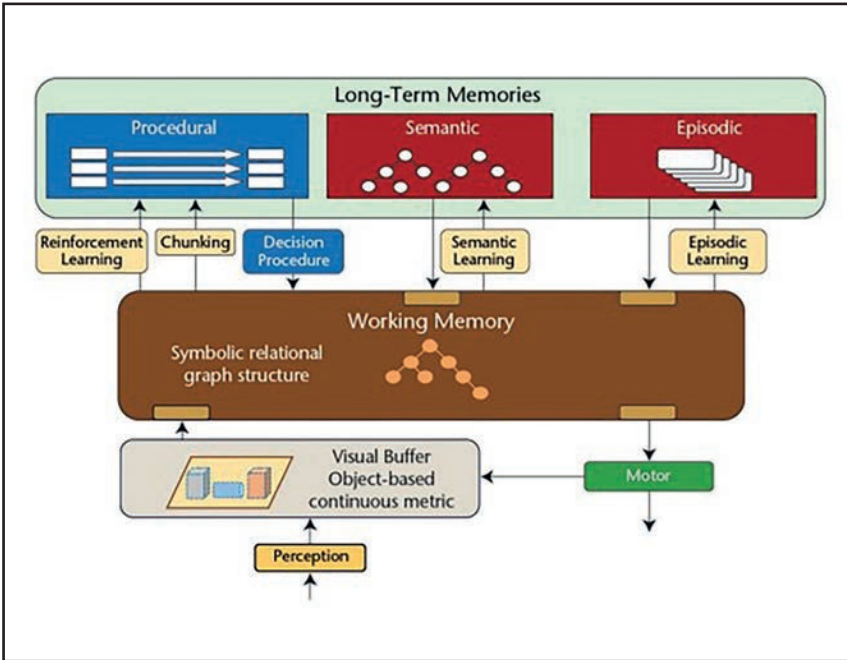 Long-Term Memories
Procedural
Semantic
Episodic
Reinforcement
Learning
Chunking
Decision
Procedure
Semantic
Learning
Episodic
Learning
Working Memory
Symbolic relational
graph structure
Visual Buffer
Object-based
continuous metric
Motor
Perception